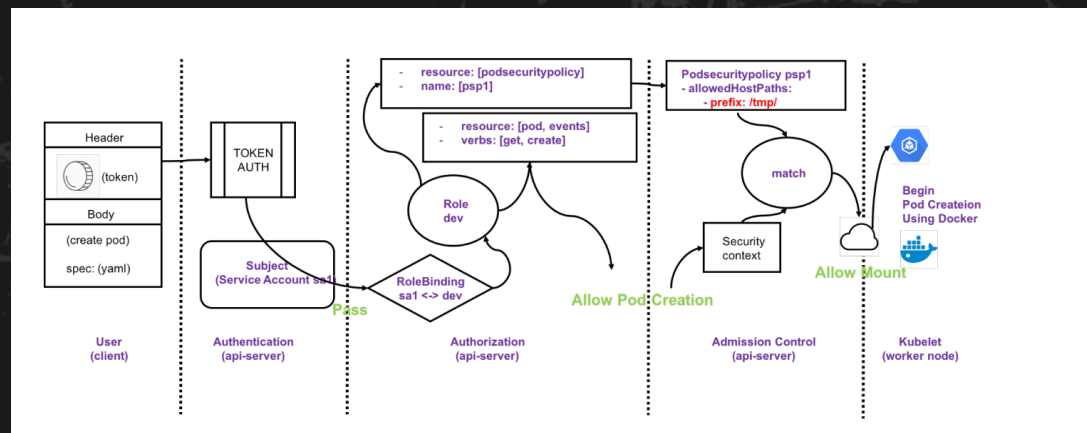 Header
(token)
Body
(create pod)
spec: (yaml)
User
(client)
TOKEN
AUTH
Subject
(Service Account sa1)
Pass
Authentication
(api-server)
- resource: [podsecuritypolicy]
- name: [psp1]
- resource: [pod, events]
- verbs: [get, create]
Role
dev
RoleBinding
sa1 <-> dev
Allow Pod Creation
Authorization
(api-server)
Podsecuritypolicy psp1
- allowedHostPaths:
- prefix: /tmp/
match
Security
context
Allow Mount
Admission Control
(api-server)
Begin
Pod Createion
Using Docker
Kubelet
(worker node)